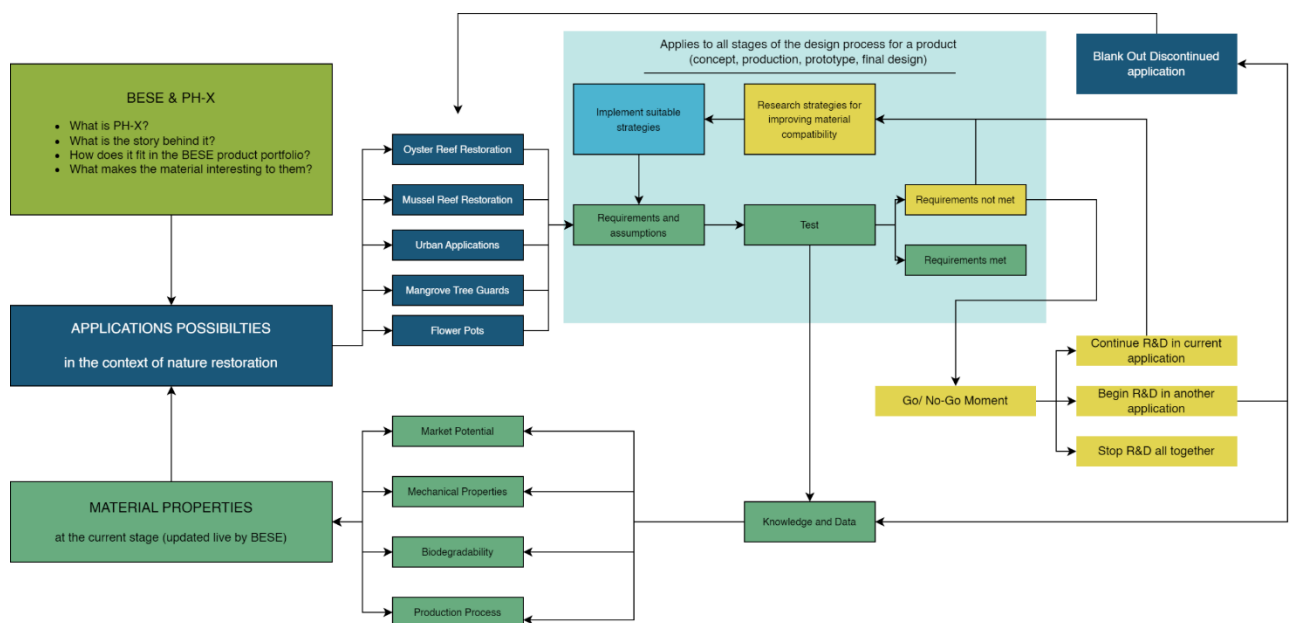 BESE & PH-X
• What is PH-X?
• What is the story behind it?
• How does it fit in the BESE product portfolio?
• What makes the material interesting to them?
APPLICATIONS POSSIBILTIES
in the context of nature restoration
MATERIAL PROPERTIES
at the current stage (updated live by BESE)
Oyster Reef Restoration
Mussel Reef Restoration
Urban Applications
Mangrove Tree Guards
Flower Pots
Market Potential
Mechanical Properties
Biodegradability
Production Process
Applies to all stages of the design process for a product
(concept, production, prototype, final design)
Implement suitable
strategies
Research strategies for
improving material
compatibility
Requirements and
assumptions
Test
Requirements not met
Requirements met
Knowledge and Data
Go/ No-Go Moment
Continue R&D in current
application
Begin R&D in another
application
Stop R&D all together
Blank Out Discontinued
application